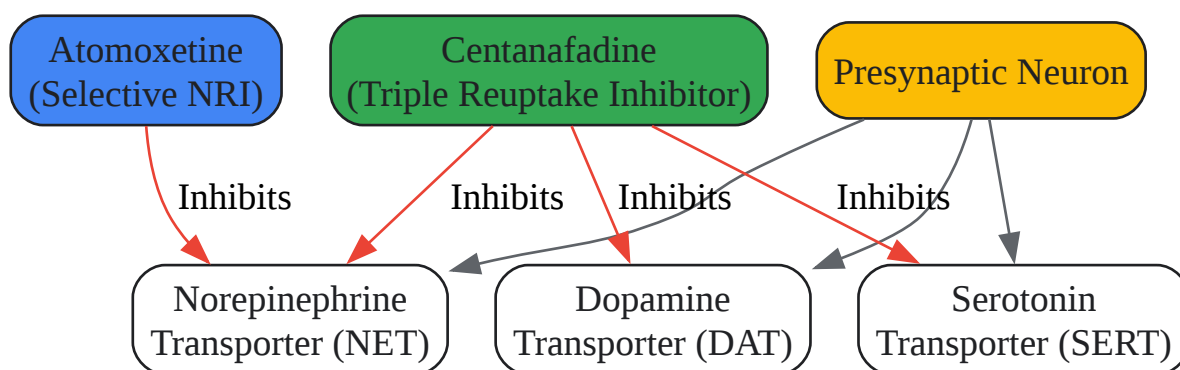 Atomoxetine
(Selective NRI)
Centanafadine
(Triple Reuptake Inhibitor)
Presynaptic Neuron
Inhibits
Inhibits
Inhibits
Inhibits
Norepinephrine
Transporter (NET)
Dopamine
Transporter (DAT)
Serotonin
Transporter (SERT)